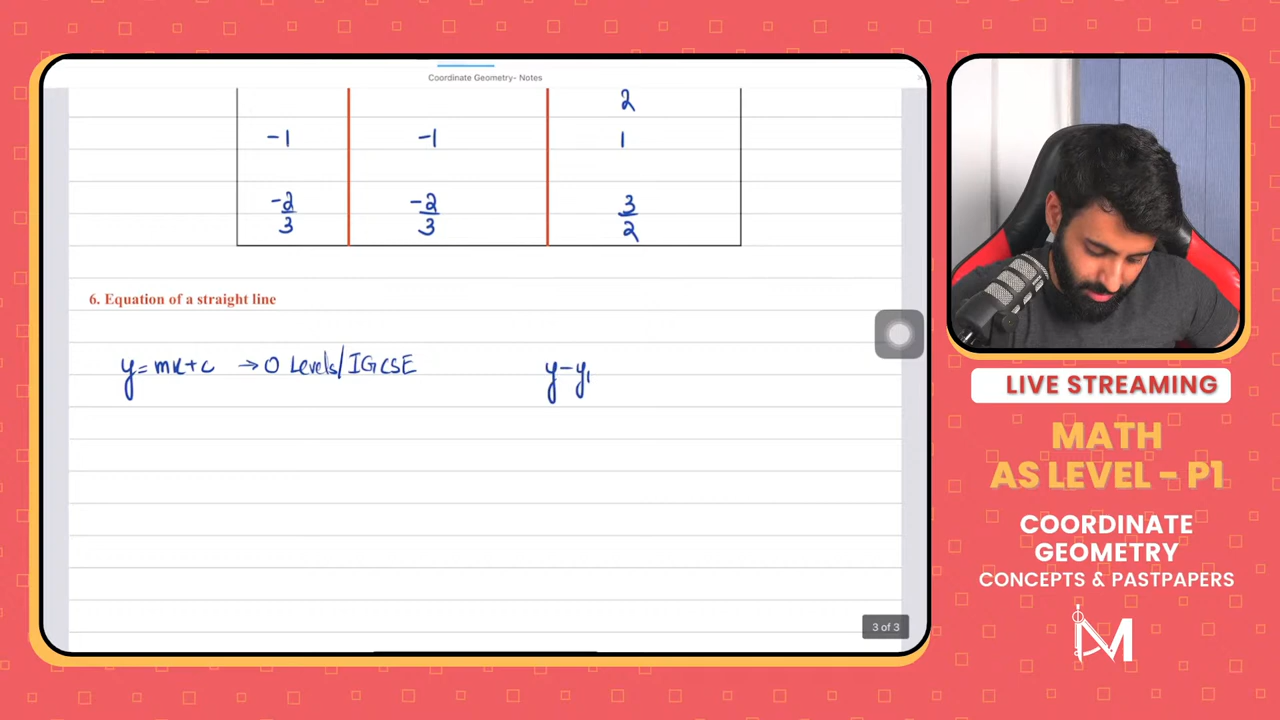 Coordinate Geometry- Notes
2
-1 -1 1
-2/3 -2/3 3/2
6. Equation of a straight line
y = mx+c → O Levels/IGCSE y-y1
3 of 3
LIVE STREAMING
MATH
AS LEVEL - P1
COORDINATE
GEOMETRY
CONCEPTS & PASTPAPERS
M